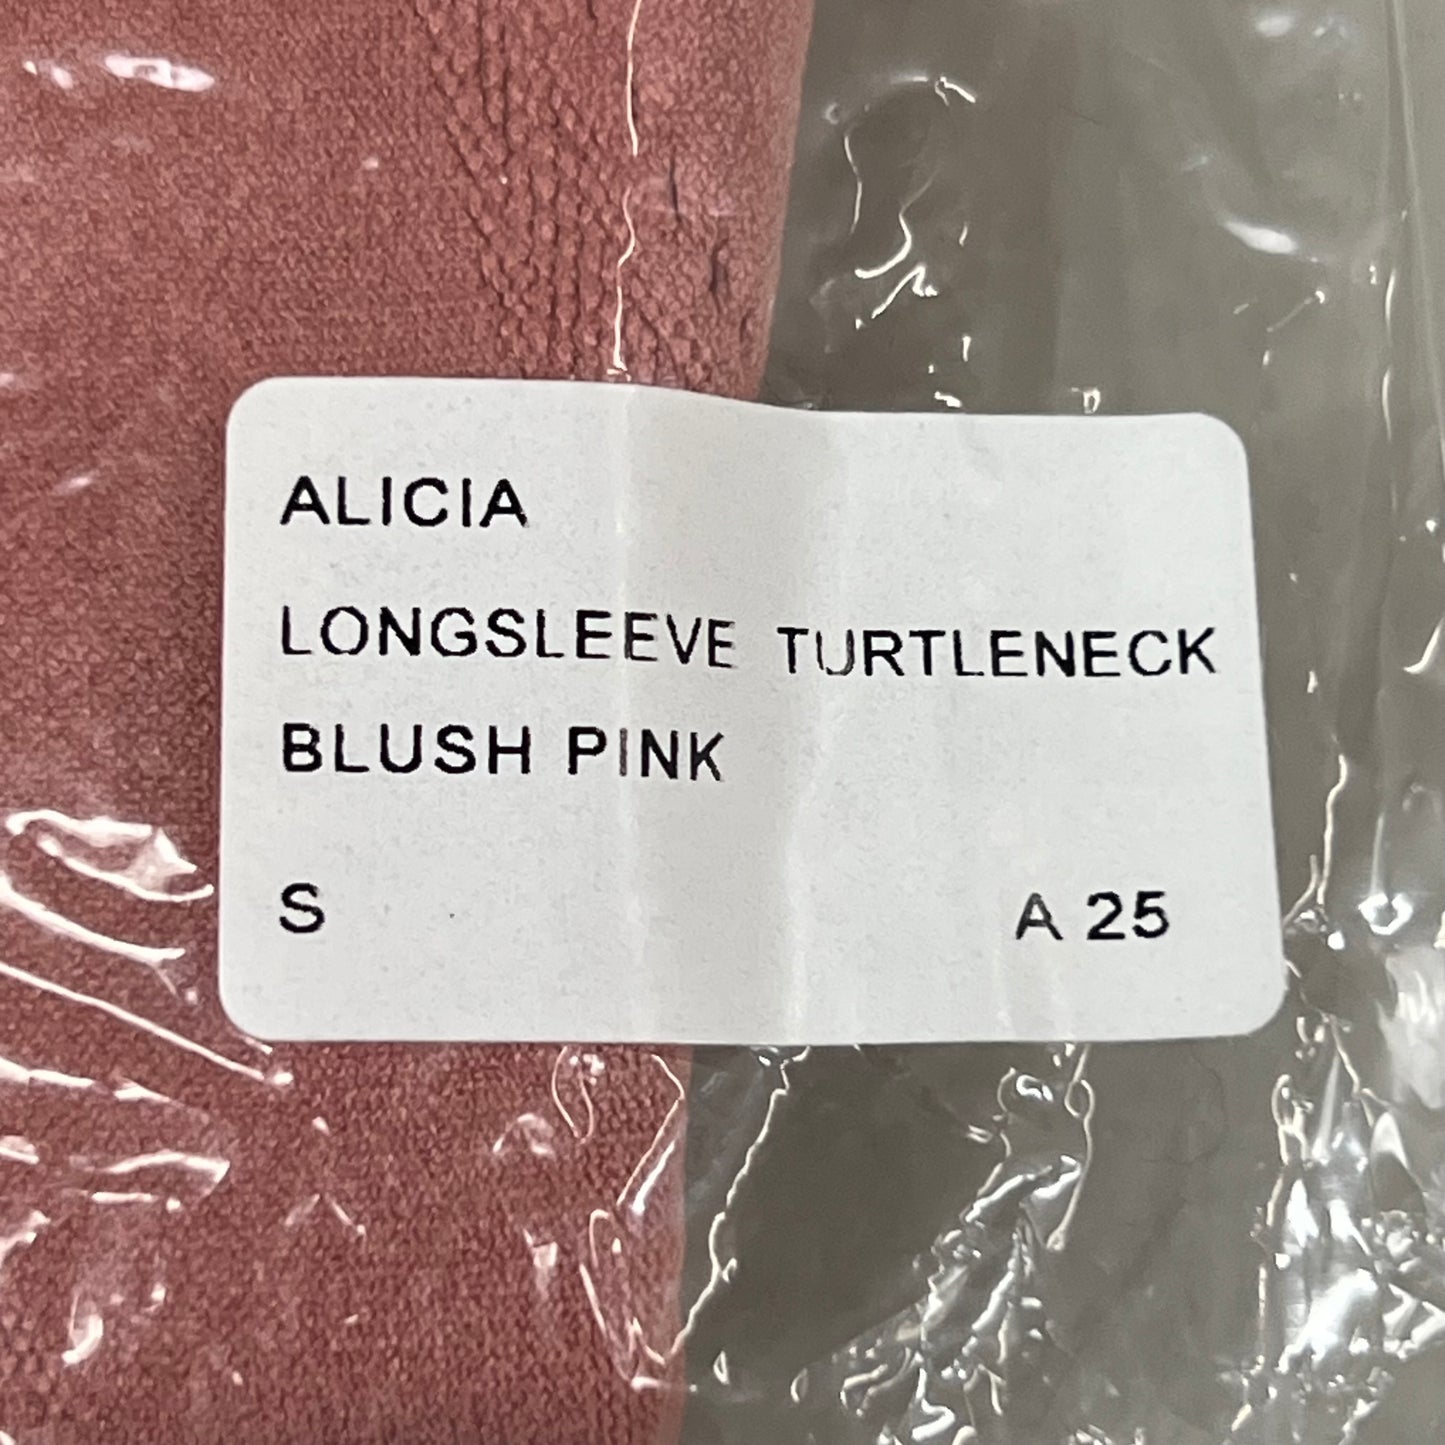 ALICIA
LONGSLEEVE TURTLENECK
BLUSH PINK
S A 25